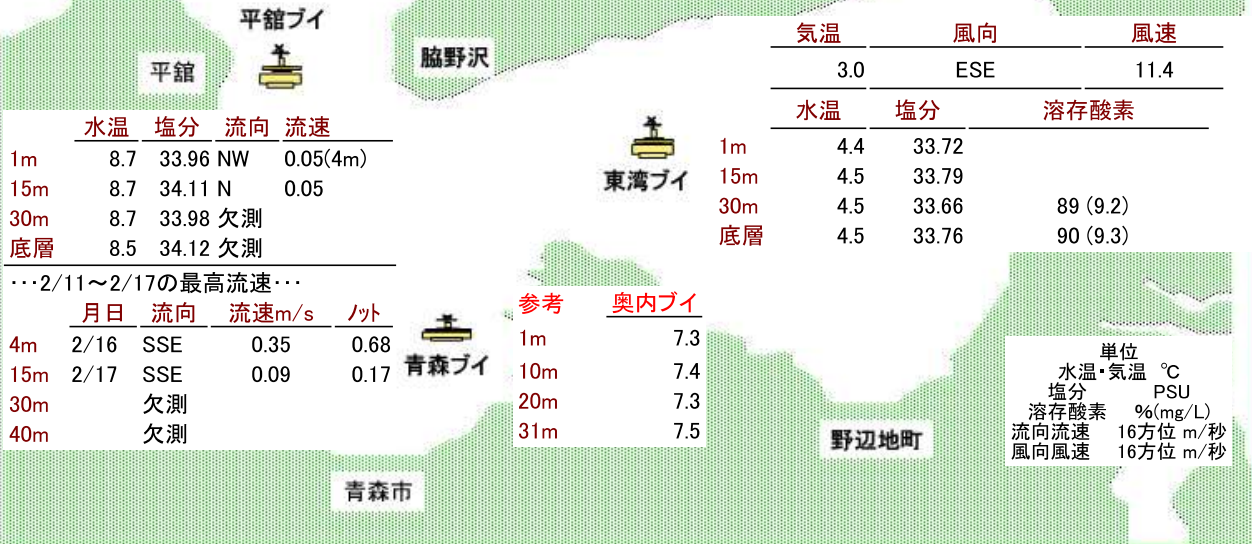 平舘ブイ
平舘
脇野沢
気温 風向 風速
3.0 ESE 11.4
水温 塩分 溶存酸素
1m 4.4 33.72
15m 4.5 33.79
30m 4.5 33.66 89 (9.2)
底層 4.5 33.76 90 (9.3)
東湾ブイ
水温 塩分 流向 流速
1m 8.7 33.96 NW 0.05(4m)
15m 8.7 34.11 N 0.05
30m 8.7 33.98 欠測
底層 8.5 34.12 欠測
…2/11～2/17の最高流速…
月日 流向 流速m/s ノット
4m 2/16 SSE 0.35 0.68
15m 2/17 SSE 0.09 0.17
30m 欠測
40m 欠測
青森ブイ
参考 奥内ブイ
1m 7.3
10m 7.4
20m 7.3
31m 7.5
単位
水温・気温 ℃
塩分 PSU
溶存酸素 %(mg/L)
流向流速 16方位 m/秒
風向風速 16方位 m/秒
野辺地町
青森市